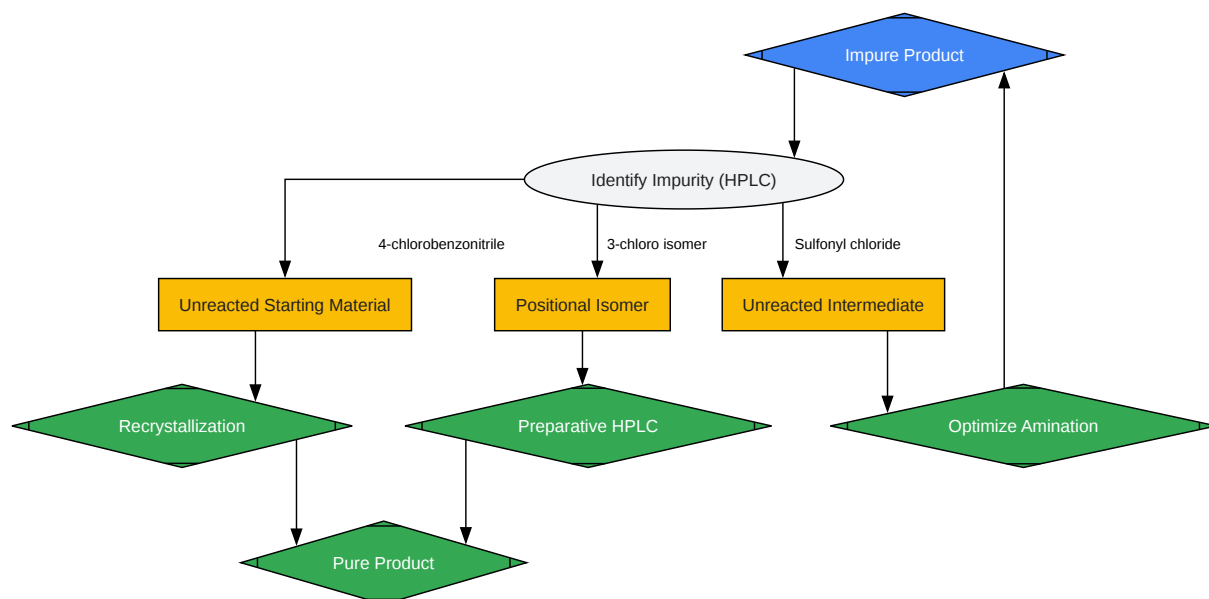 Impure Product
Identify Impurity (HPLC)
4-chlorobenzonitrile
3-chloro isomer
Sulfonyl chloride
Unreacted Starting Material
Positional Isomer
Unreacted Intermediate
Recrystallization
Preparative HPLC
Optimize Amination
Pure Product